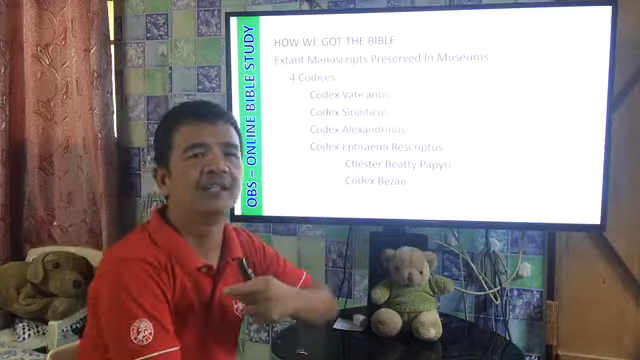 OBS – ONLINE BIBLE STUDY
HOW WE GOT THE BIBLE
Extant Manuscripts Preserved In Museums
4 Codices
Codex Vaticanus
Codex Sinaiticus
Codex Alexandrinus
Codex Ephraemi Rescriptus
Chester Beatty Papyri
Codex Bezae